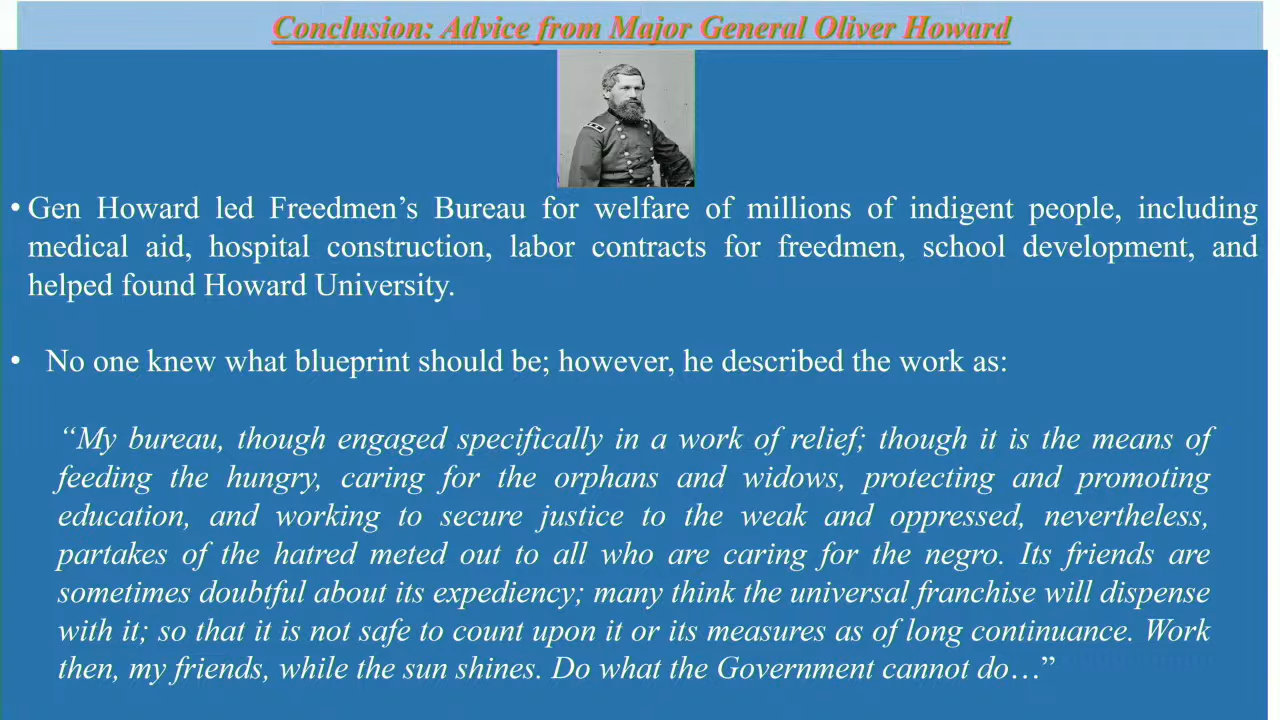 Conclusion: Advice from Major General Oliver Howard
• Gen Howard led Freedmen’s Bureau for welfare of millions of indigent people, including
medical aid, hospital construction, labor contracts for freedmen, school development, and
helped found Howard University.
• No one knew what blueprint should be; however, he described the work as:
“My bureau, though engaged specifically in a work of relief; though it is the means of
feeding the hungry, caring for the orphans and widows, protecting and promoting
education, and working to secure justice to the weak and oppressed, nevertheless,
partakes of the hatred meted out to all who are caring for the negro. Its friends are
sometimes doubtful about its expediency; many think the universal franchise will dispense
with it; so that it is not safe to count upon it or its measures as of long continuance. Work
then, my friends, while the sun shines. Do what the Government cannot do…”